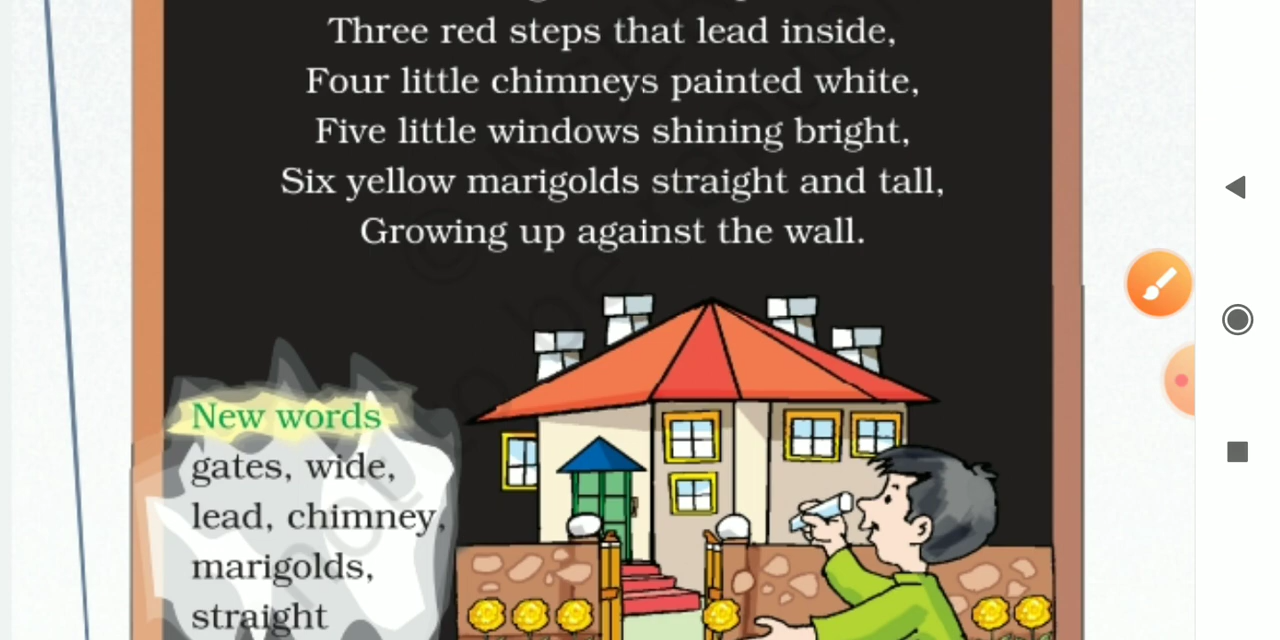 Three red steps that lead inside,
Four little chimneys painted white,
Five little windows shining bright,
Six yellow marigolds straight and tall,
Growing up against the wall.
New words
gates, wide,
lead, chimney,
marigolds,
straight